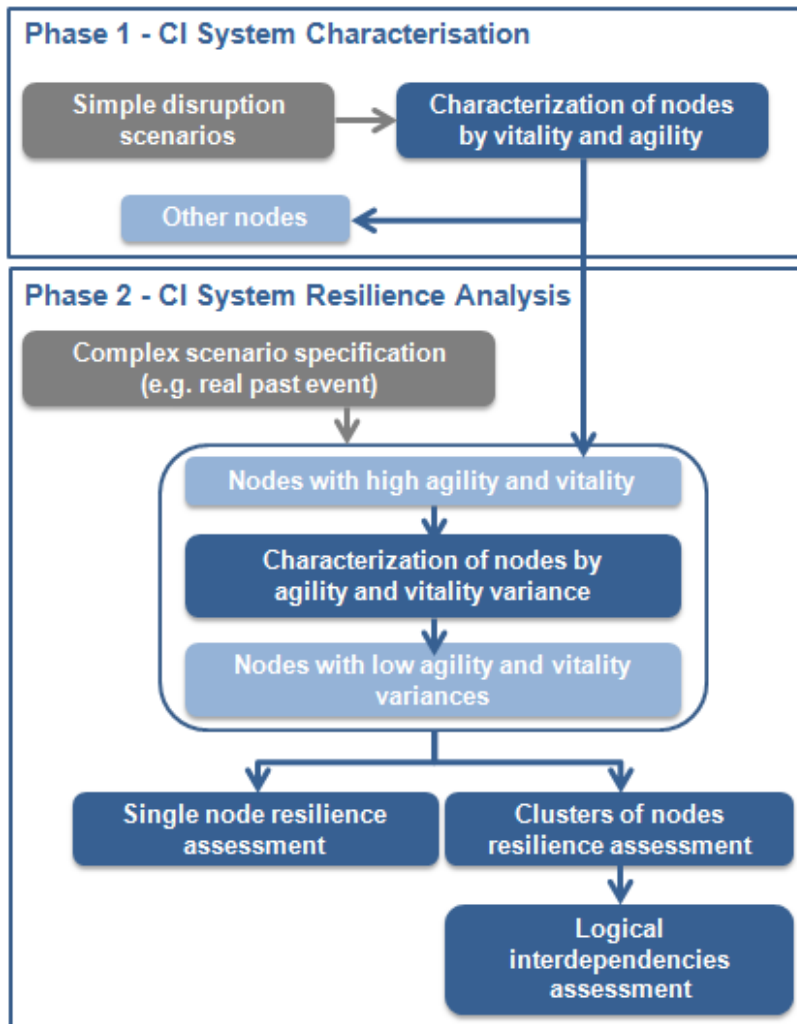 Phase 1 - CI System Characterisation
Simple disruption
scenarios
Characterization of nodes
by vitality and agility
Other nodes
Phase 2 - CI System Resilience Analysis
Complex scenario specification
(e.g. real past event)
Nodes with high agility and vitality
Characterization of nodes by
agility and vitality variance
Nodes with low agility and vitality
variances
Single node resilience
assessment
Clusters of nodes
resilience assessment
Logical
interdependencies
assessment